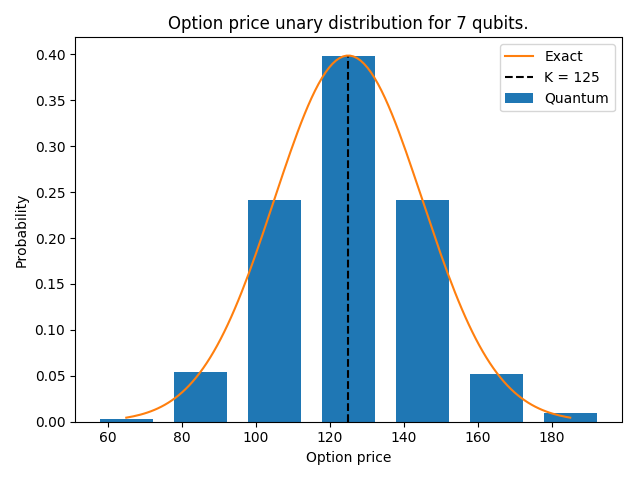 Option price unary distribution for 7 qubits.
Exact
K = 125
Quantum
Probability
0.40
0.35
0.30
0.25
0.20
0.15
0.10
0.05
0.00
60 80 100 120 140 160 180
Option price